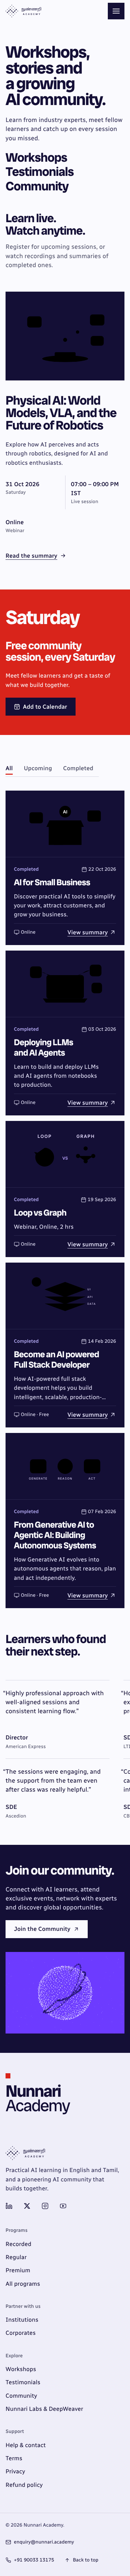 நுண்ணறிவு
ACADEMY
Workshops,
stories and
a growing
AI community.
Learn from industry experts, meet fellow
learners and catch up on every session
you missed.
Workshops
Testimonials
Community
Learn live.
Watch anytime.
Register for upcoming sessions, or
watch recordings and summaries of
completed ones.
Physical AI: World
Models, VLA, and the
Future of Robotics
Explore how AI perceives and acts
through robotics, designed for AI and
robotics enthusiasts.
31 Oct 2026
Saturday
07:00 – 09:00 PM
IST
Live session
Online
Webinar
Read the summary →
Saturday
Free community
session, every Saturday
Meet fellow learners and get a taste of
what we build together.
Add to Calendar
All Upcoming Completed
AI
Completed 22 Oct 2026
AI for Small Business
Discover practical AI tools to simplify
your work, attract customers, and
grow your business.
Online View summary ↗
Completed 03 Oct 2026
Deploying LLMs
and AI Agents
Learn to build and deploy LLMs
and AI agents from notebooks
to production.
Online View summary ↗
LOOP GRAPH
VS
Completed 19 Sep 2026
Loop vs Graph
Webinar, Online, 2 hrs
Online View summary ↗
DATA
Completed 14 Feb 2026
Become an AI powered
Full Stack Developer
How AI-powered full stack
development helps you build
intelligent, scalable, production-...
Online · Free View summary ↗
GENERATE REASON ACT
Completed 07 Feb 2026
From Generative AI to
Agentic AI: Building
Autonomous Systems
How Generative AI evolves into
autonomous agents that reason, plan
and act independently.
Online · Free View summary ↗
Learners who found
their next step.
"Highly professional approach with
well-aligned sessions and
consistent learning flow."
Director
American Express
"The sessions were engaging, and
the support from the team even
after class was really helpful."
SDE
Ascedion
Join our community.
Connect with AI learners, attend
exclusive events, network with experts
and discover global opportunities.
Join the Community ↗
Nunnari
Academy
நுண்ணறிவு
ACADEMY
Practical AI learning in English and Tamil,
and a pioneering AI community that
builds together.
Programs
Recorded
Regular
Premium
All programs
Partner with us
Institutions
Corporates
Explore
Workshops
Testimonials
Community
Nunnari Labs & DeepWeaver
Support
Help & contact
Terms
Privacy
Refund policy
© 2026 Nunnari Academy.
enquiry@nunnari.academy
+91 90033 13175 ↑ Back to top